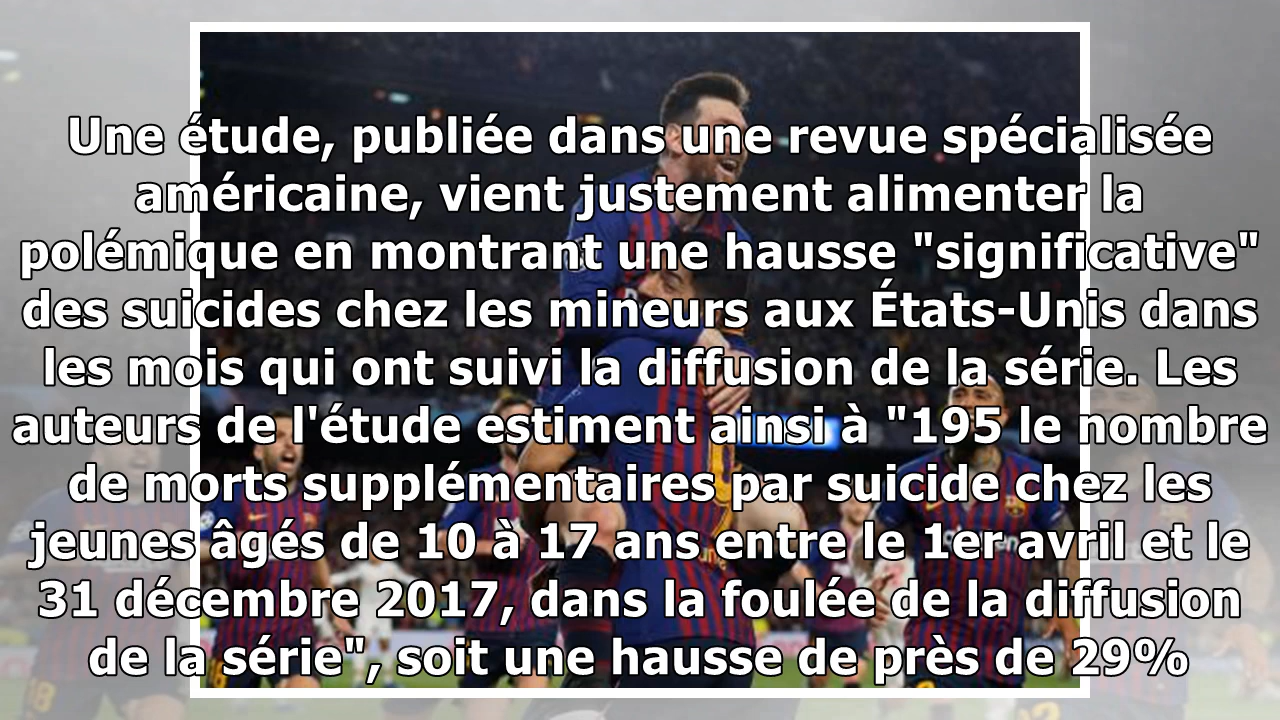 Une étude, publiée dans une revue spécialisée
américaine, vient justement alimenter la
polémique en montrant une hausse "significative"
des suicides chez les mineurs aux États-Unis dans
les mois qui ont suivi la diffusion de la série. Les
auteurs de l'étude estiment ainsi à "195 le nombre
de morts supplémentaires par suicide chez les
jeunes âgés de 10 à 17 ans entre le 1er avril et le
31 décembre 2017, dans la foulée de la diffusion
de la série", soit une hausse de près de 29%